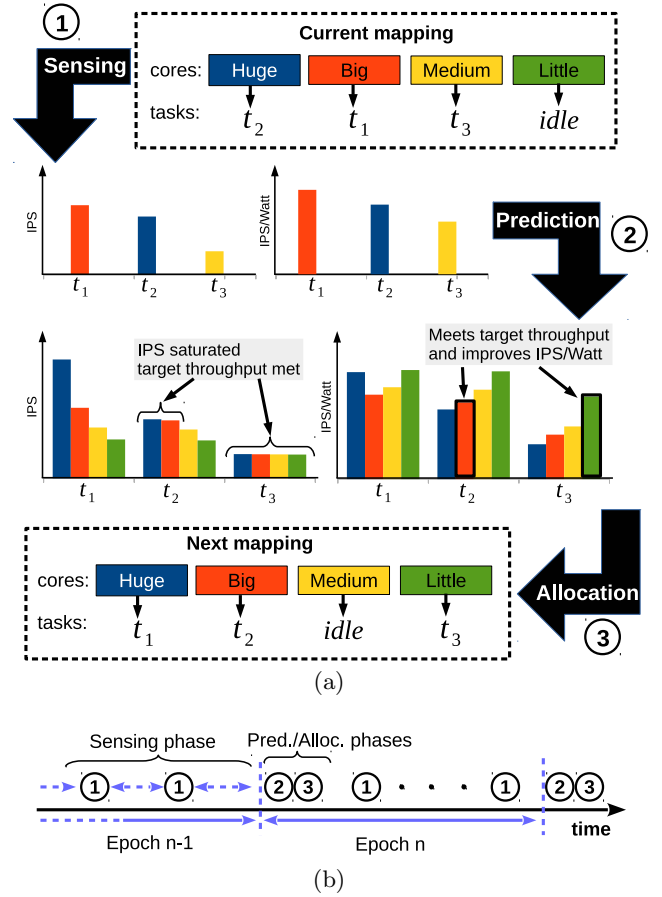 1
Sensing
Current mapping
cores: Huge Big Medium Little
tasks: t2 t1 t3 idle
IPS
t1 t2 t3
IPS/Watt
t1 t2 t3
Prediction
2
IPS saturated
target throughput met
IPS
t1 t2 t3
Meets target throughput
and improves IPS/Watt
IPS/Watt
t1 t2 t3
Next mapping
cores: Huge Big Medium Little
tasks: t1 t2 idle t3
Allocation
3
(a)
Sensing phase Pred./Alloc. phases
1 1 2 3 1 · · · 1 2 3
time
Epoch n-1 Epoch n
(b)